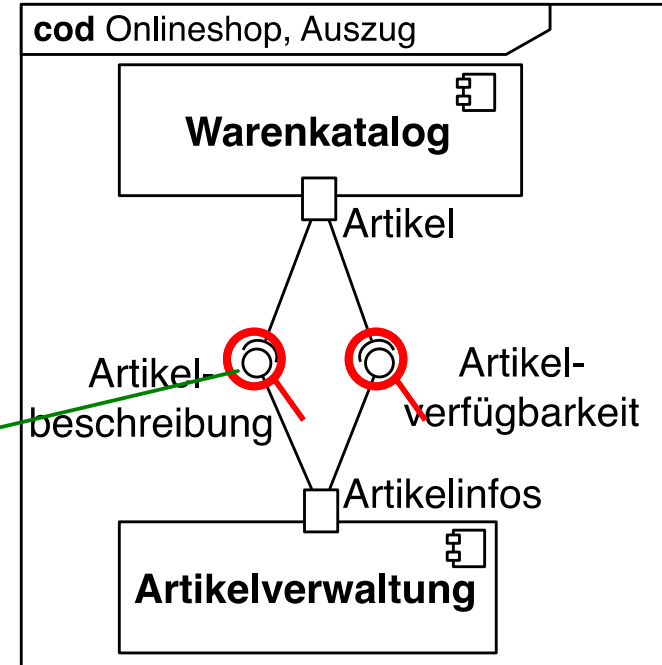 cod Onlineshop, Auszug
Warenkatalog
Artikel
Artikel-
beschreibung
Artikel-
verfügbarkeit
Artikelinfos
Artikelverwaltung